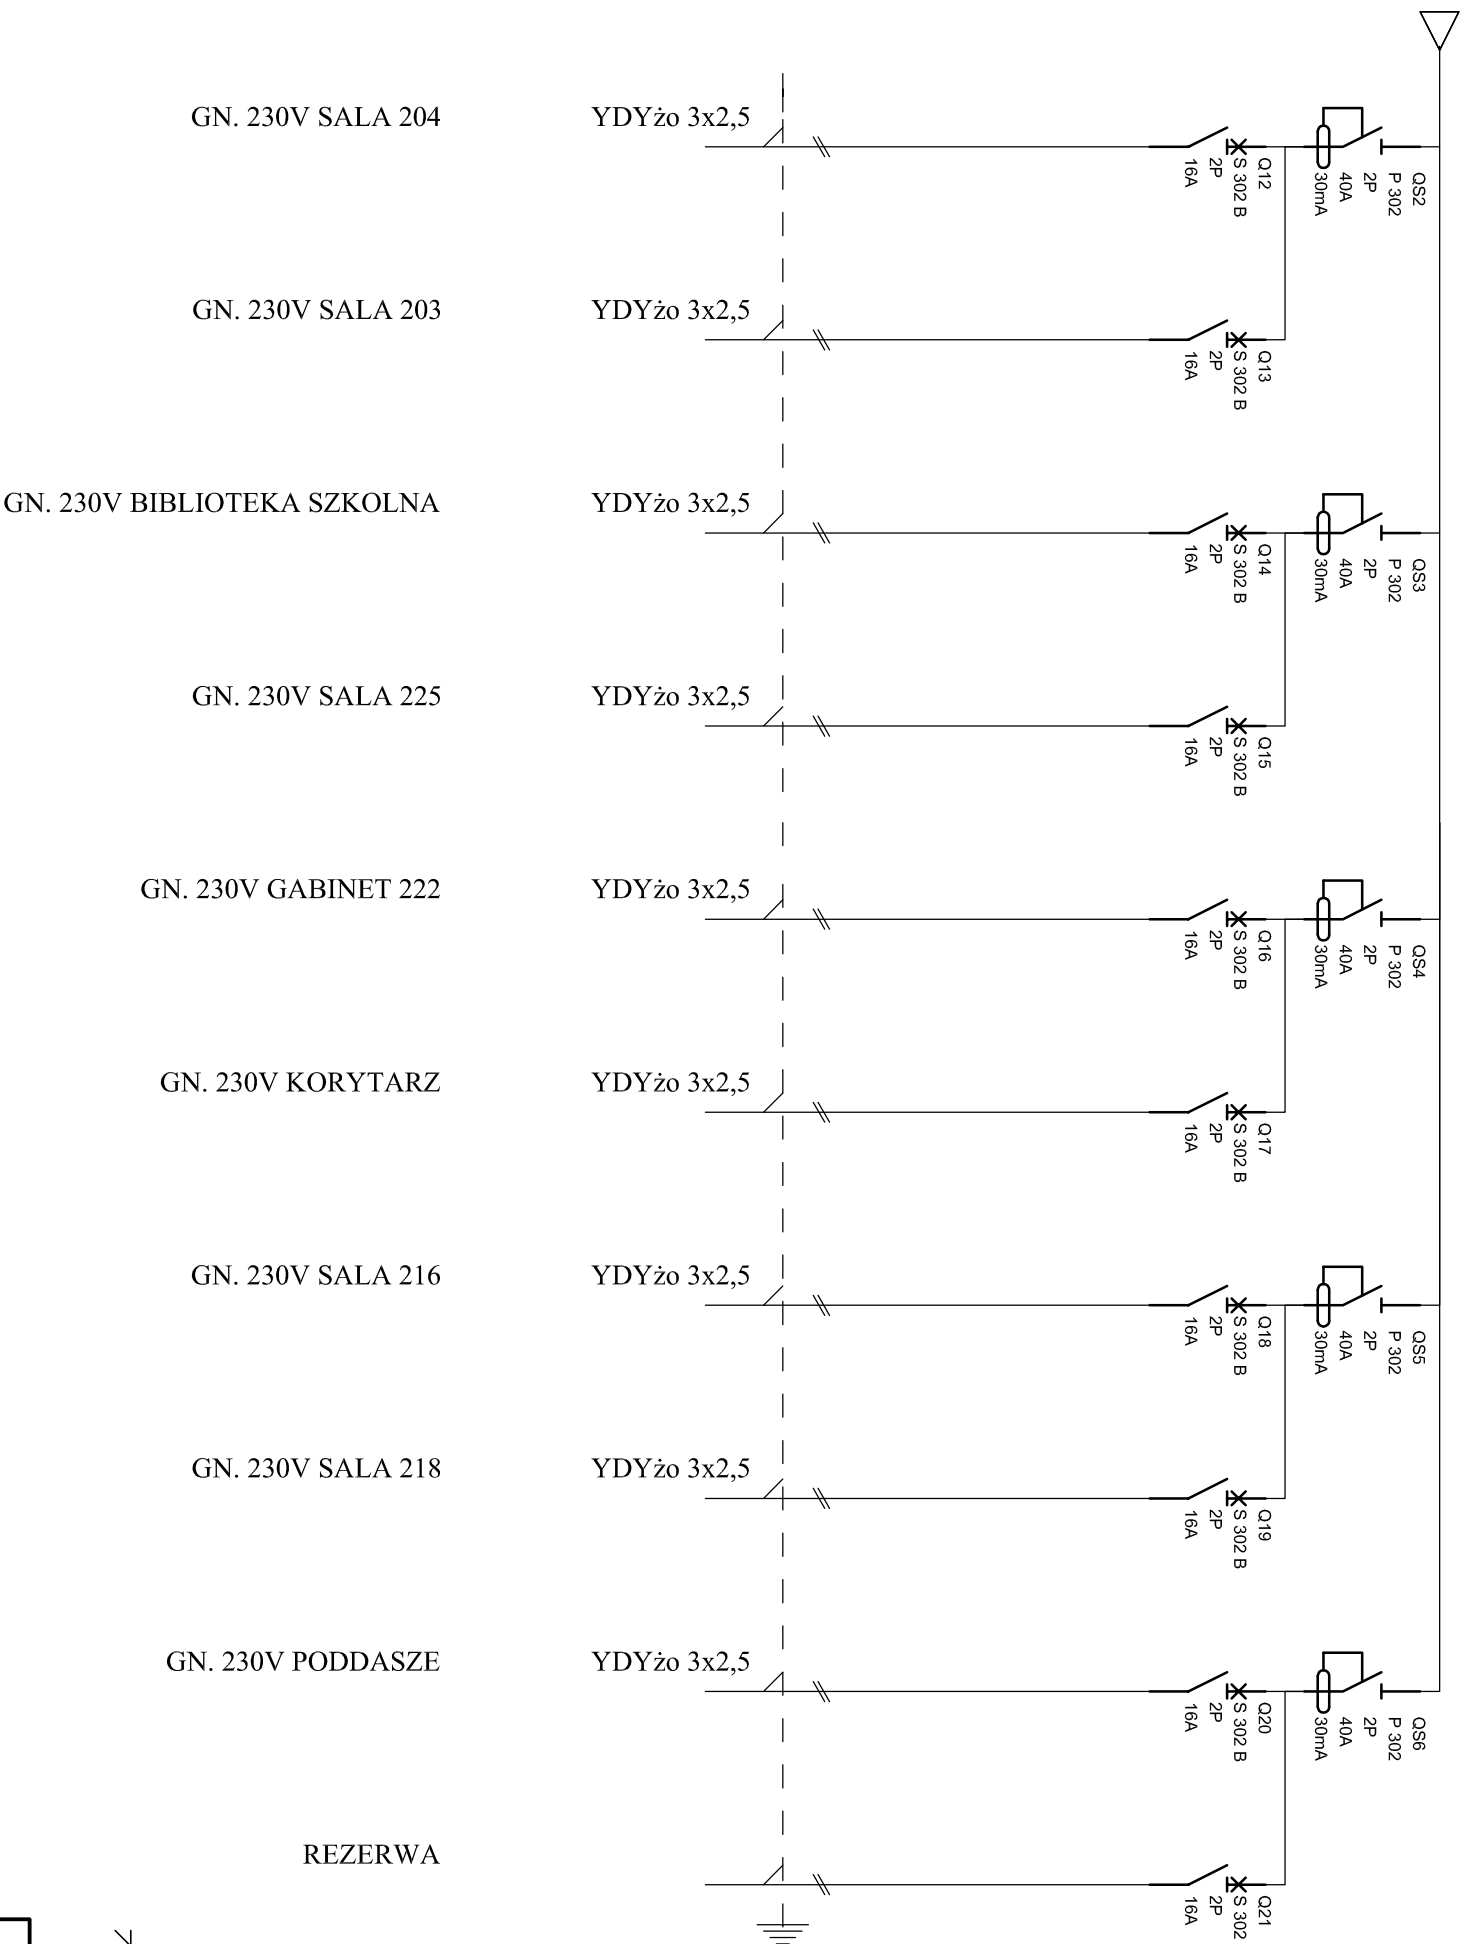 GN. 230V SALA 204
YDYżo 3x2,5
Q12
S 302 B
2P
16A
QS2
P 302
2P
40A
30mA
GN. 230V SALA 203
YDYżo 3x2,5
Q13
S 302 B
2P
16A
GN. 230V BIBLIOTEKA SZKOLNA
YDYżo 3x2,5
Q14
S 302 B
2P
16A
QS3
P 302
2P
40A
30mA
GN. 230V SALA 225
YDYżo 3x2,5
Q15
S 302 B
2P
16A
GN. 230V GABINET 222
YDYżo 3x2,5
Q16
S 302 B
2P
16A
QS4
P 302
2P
40A
30mA
GN. 230V KORYTARZ
YDYżo 3x2,5
Q17
S 302 B
2P
16A
GN. 230V SALA 216
YDYżo 3x2,5
Q18
S 302 B
2P
16A
QS5
P 302
2P
40A
30mA
GN. 230V SALA 218
YDYżo 3x2,5
Q19
S 302 B
2P
16A
GN. 230V PODDASZE
YDYżo 3x2,5
Q20
S 302 B
2P
16A
QS6
P 302
2P
40A
30mA
REZERWA
Q21
S 302
2P
16A